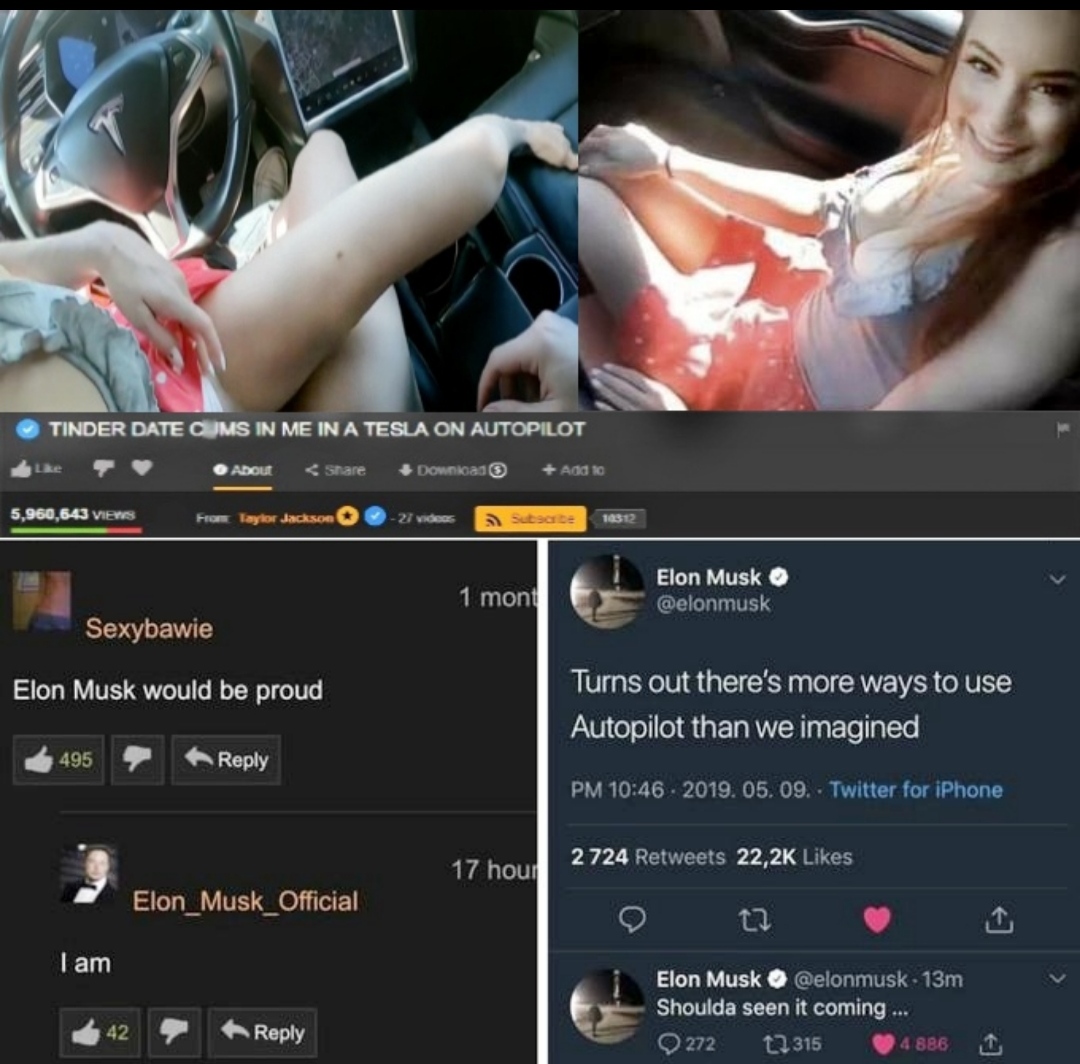 TINDER DATE CUMS IN ME IN A TESLA ON AUTOPILOT
Like About Share Download $ Add to
5,960,643 VIEWS From: Taylor Jackson - 27 videos Subscribe 10312
Sexybawie 1 mont
Elon Musk would be proud
495 Reply
Elon_Musk_Official 17 hour
I am
42 Reply
Elon Musk
@elonmusk
Turns out there's more ways to use
Autopilot than we imagined
PM 10:46 · 2019. 05. 09. · Twitter for iPhone
2 724 Retweets 22,2K Likes
Elon Musk @elonmusk · 13m
Shoulda seen it coming ...
272 315 4 886